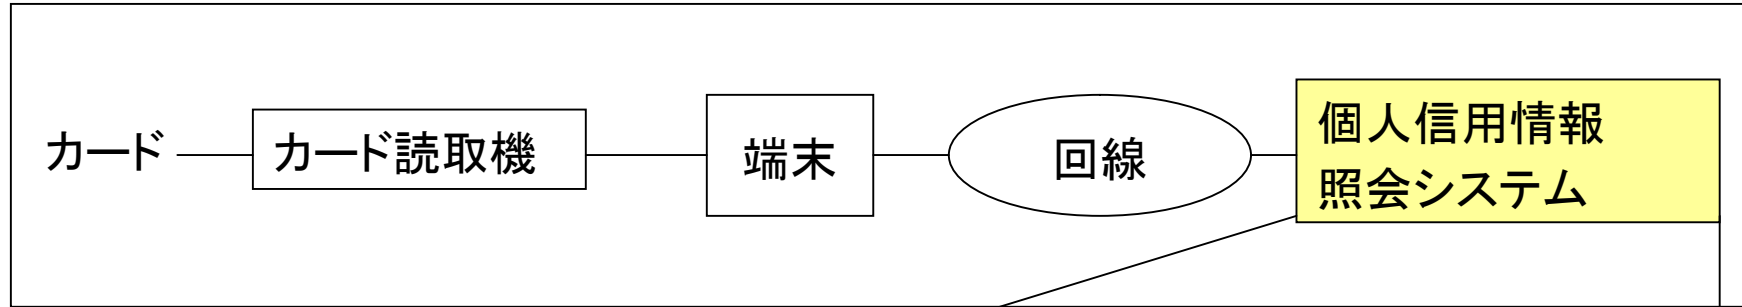 カード
カード読取機
端末
回線
個人信用情報
照会システム